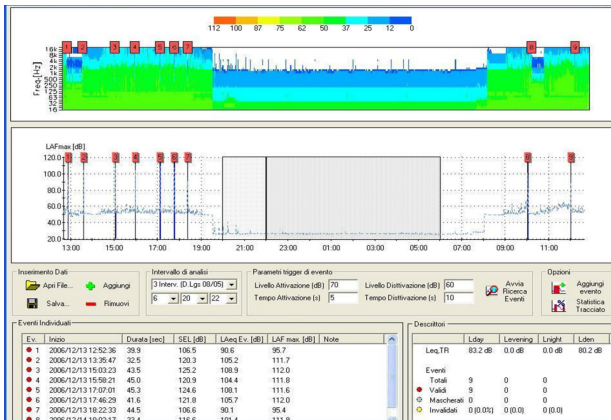 112 100 87 75 62 50 37 25 12 0
1 2 3 4 5 6 7 8 9
Freq.[Hz]
16k
8k
4k
2k
1k
500
250
125
63
32
16
LAFmax [dB]
120.0
100.0
80.0
60.0
40.0
20.0
13:00 15:00 17:00 19:00 21:00 23:00 01:00 03:00 05:00 07:00 09:00 11:00
Inserimento Dati
Apri File... Aggiungi
Salva... Rimuovi
Intervallo di analisi
3 Interv. (D.Lgs 08/05)
6 20 22
Parametri trigger di evento
Livello Attivazione (dB) 70 Livello Disttivazione (dB) 60
Tempo Attivazione (s) 5 Tempo Disttivazione (s) 10
Avvia Ricerca Eventi
Opzioni
Aggiungi evento
Statistica Tracciato
Eventi Individuati
Ev. Inizio Durata [sec] SEL [dB] LAeq Ev. [dB] LAF max. [dB] Note
1 2006/12/13 12:52:36 39.9 106.5 90.6 95.7
2 2006/12/13 13:35:47 32.5 120.3 105.2 111.7
3 2006/12/13 15:03:23 43.5 125.2 108.9 112.0
4 2006/12/13 15:58:21 45.0 120.9 104.4 111.8
5 2006/12/13 17:07:01 45.3 124.6 108.1 111.6
6 2006/12/13 17:46:29 41.6 121.8 105.7 112.0
7 2006/12/13 18:22:33 44.5 106.6 90.1 95.4
Descrittori
Lday Levening Lnight Lden
Leq,TR 83.2 dB 0.0 dB 0.0 dB 80.2 dB
Eventi
Totali 9 0 0
Validi 9 0 0
Mascherati 0 0 0
Invalidati 0 (0.0%) 0 (0.0) 0 (0.0)